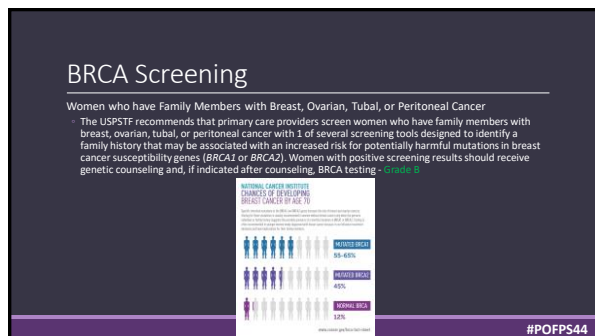 BRCA Screening
Women who have Family Members with Breast, Ovarian, Tubal, or Peritoneal Cancer
The USPSTF recommends that primary care providers screen women who have family members with
breast, ovarian, tubal, or peritoneal cancer with 1 of several screening tools designed to identify a
family history that may be associated with an increased risk for potentially harmful mutations in breast
cancer susceptibility genes (BRCA1 or BRCA2). Women with positive screening results should receive
genetic counseling and, if indicated after counseling, BRCA testing - Grade B
NATIONAL CANCER INSTITUTE
CHANCES OF DEVELOPING
BREAST CANCER BY AGE 70
MUTATED BRCA1
55-65%
MUTATED BRCA2
45%
NORMAL BRCA
12%
#POFPS44